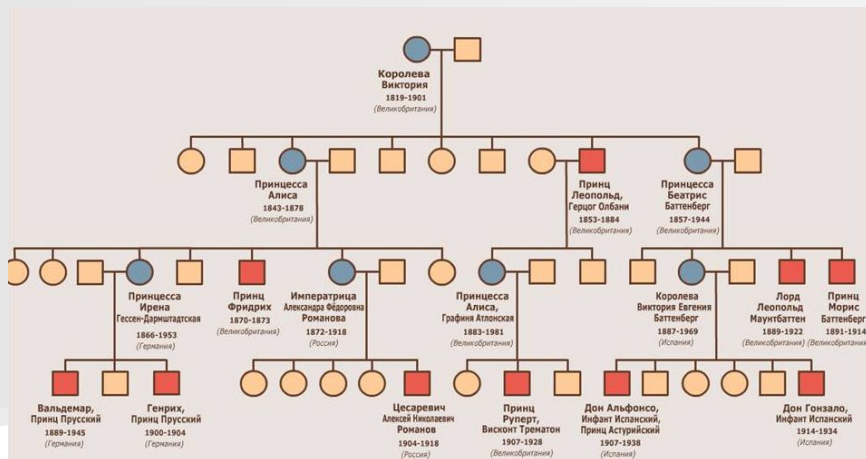 Королева
Виктория
1819-1901
(Великобритания)
Принцесса
Алиса
1843-1878
(Великобритания)
Принц
Леопольд,
Герцог Олбани
1853-1884
(Великобритания)
Принцесса
Беатрис
Баттенберг
1857-1944
(Великобритания)
Принцесса
Ирена
Гессен-Дармштадтская
1866-1953
(Германия)
Принц
Фридрих
1870-1873
(Великобритания)
Императрица
Александра Фёдоровна
Романова
1872-1918
(Россия)
Принцесса
Алиса,
Графиня Атлонская
1883-1981
(Великобритания)
Королева
Виктория Евгения
Баттенберг
1887-1969
(Испания)
Лорд
Леопольд
Маунтбаттен
1889-1922
(Великобритания)
Принц
Морис
Баттенберг
1891-1914
(Великобритания)
Вальдемар,
Принц Прусский
1889-1945
(Германия)
Генрих,
Принц Прусский
1900-1904
(Германия)
Цесаревич
Алексей Николаевич
Романов
1904-1918
(Россия)
Принц
Руперт,
Висконт Трематон
1907-1928
(Великобритания)
Дон Альфонсо,
Инфант Испанский,
Принц Астурийский
1907-1938
(Испания)
Дон Гонзало,
Инфант Испанский
1914-1934
(Испания)